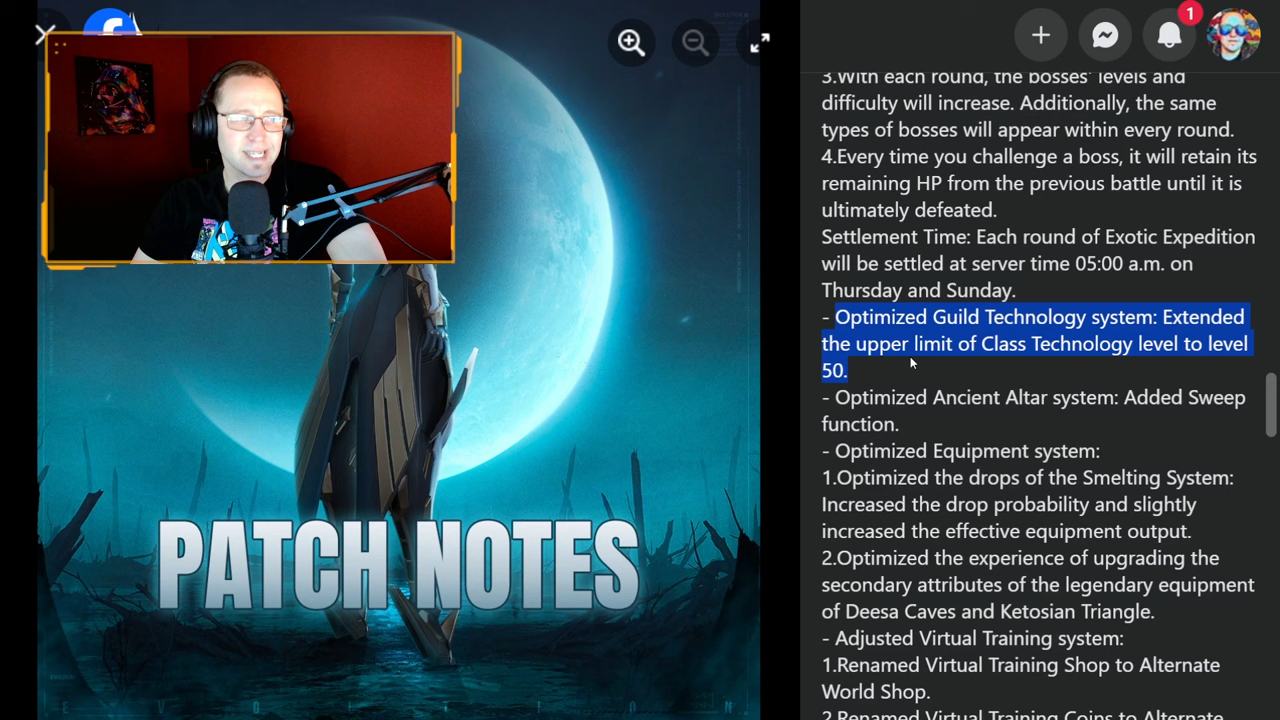 PATCH NOTES
1
3.With each round, the bosses' levels and
difficulty will increase. Additionally, the same
types of bosses will appear within every round.
4.Every time you challenge a boss, it will retain its
remaining HP from the previous battle until it is
ultimately defeated.
Settlement Time: Each round of Exotic Expedition
will be settled at server time 05:00 a.m. on
Thursday and Sunday.
- Optimized Guild Technology system: Extended
the upper limit of Class Technology level to level
50.
- Optimized Ancient Altar system: Added Sweep
function.
- Optimized Equipment system:
1.Optimized the drops of the Smelting System:
Increased the drop probability and slightly
increased the effective equipment output.
2.Optimized the experience of upgrading the
secondary attributes of the legendary equipment
of Deesa Caves and Ketosian Triangle.
- Adjusted Virtual Training system:
1.Renamed Virtual Training Shop to Alternate
World Shop.
2.Renamed Virtual Training Coins to Alternate